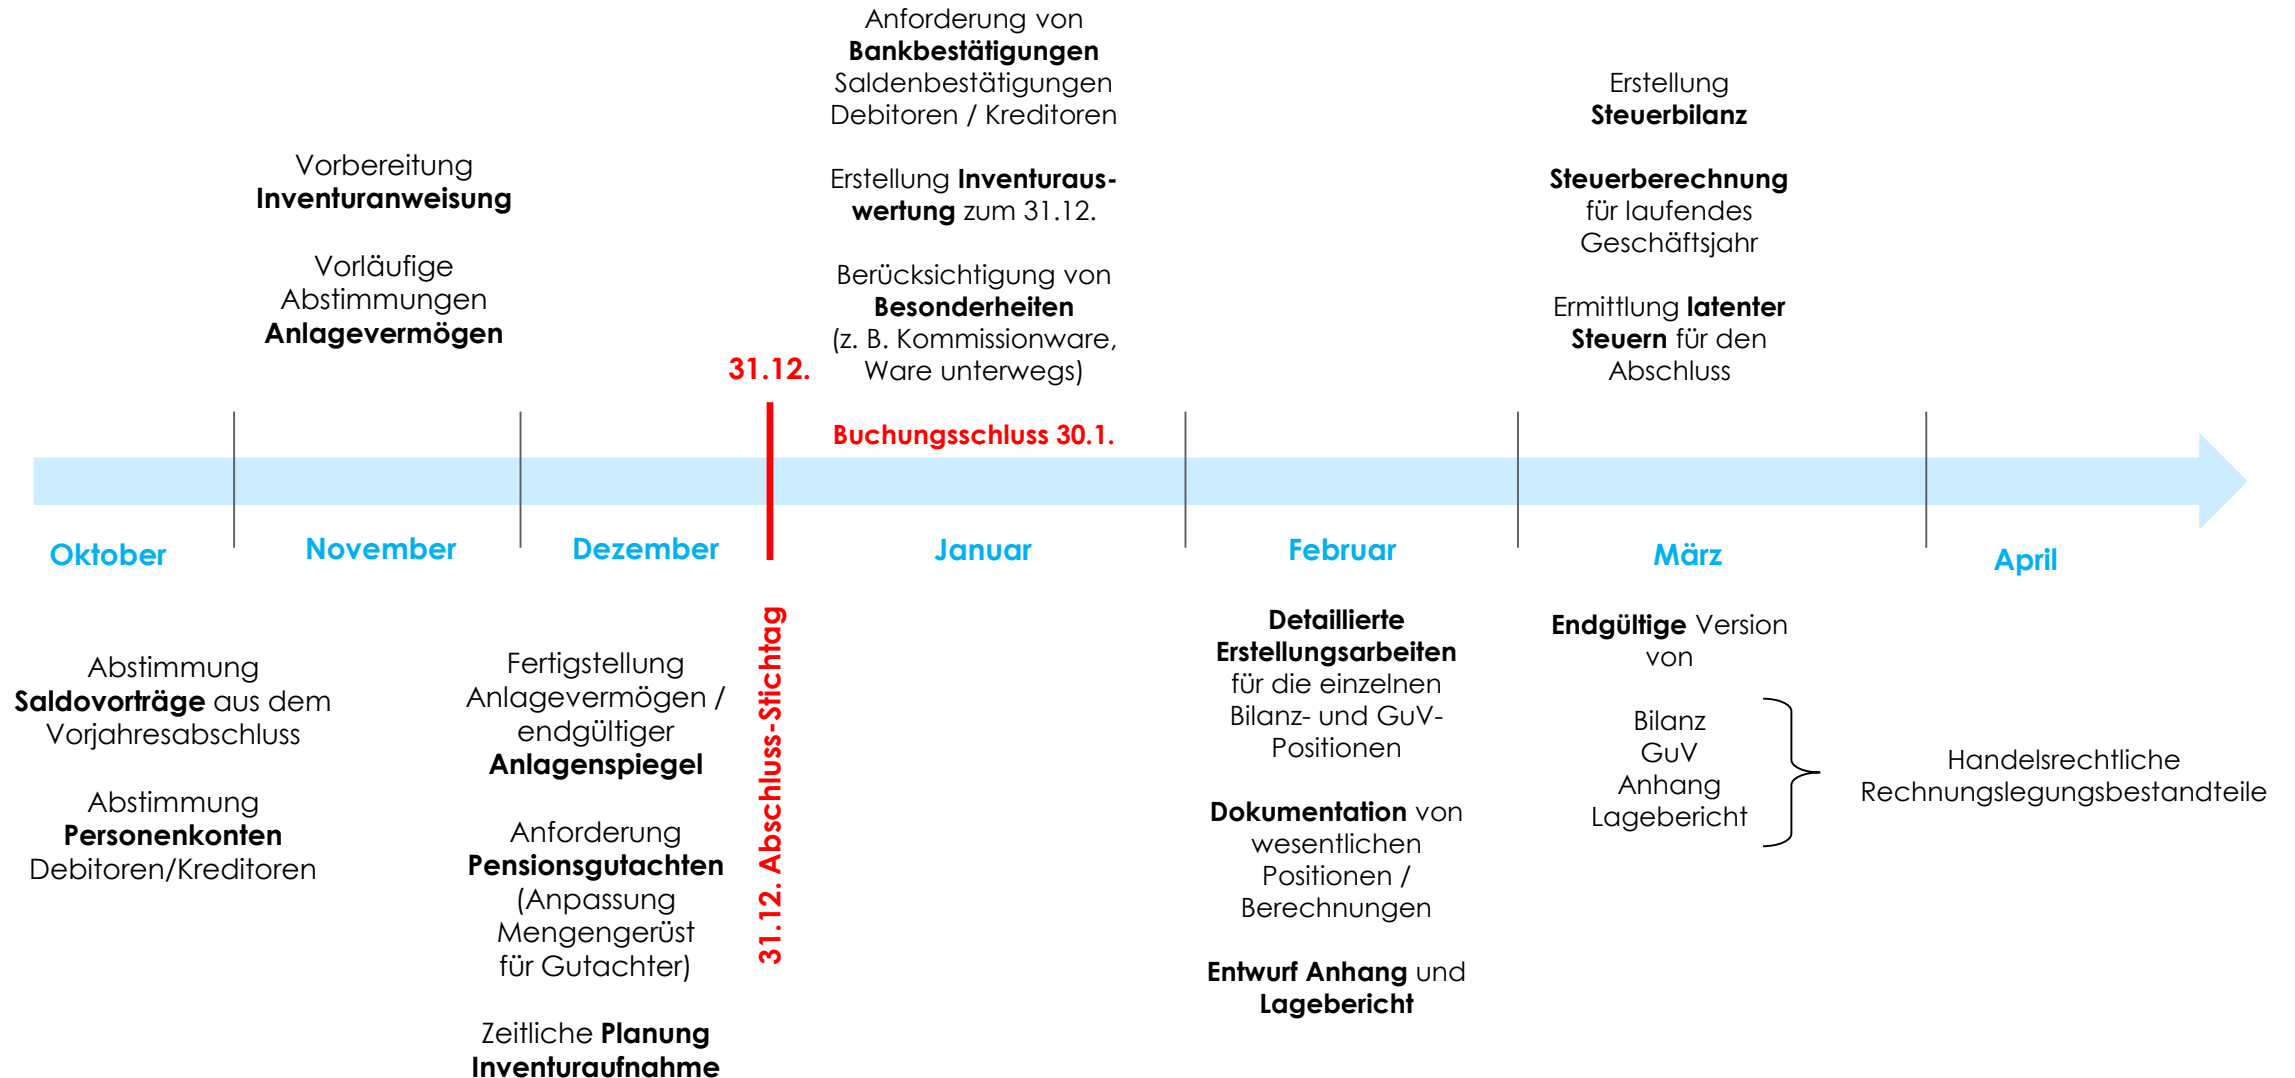 Anforderung von
Bankbestätigungen
Saldenbestätigungen
Debitoren / Kreditoren
Erstellung Inventuraus-
wertung zum 31.12.
Berücksichtigung von
Besonderheiten
(z. B. Kommissionware,
Ware unterwegs)
Buchungsschluss 30.1.
Erstellung
Steuerbilanz
Steuerberechnung
für laufendes
Geschäftsjahr
Ermittlung latenter
Steuern für den
Abschluss
Vorbereitung
Inventuranweisung
Vorläufige
Abstimmungen
Anlagevermögen
31.12.
Oktober
November
Dezember
Januar
Februar
März
April
Abstimmung
Saldovorträge aus dem
Vorjahresabschluss
Abstimmung
Personenkonten
Debitoren/Kreditoren
Fertigstellung
Anlagevermögen /
endgültiger
Anlagenspiegel
Anforderung
Pensionsgutachten
(Anpassung
Mengengerüst
für Gutachter)
Zeitliche Planung
Inventuraufnahme
31.12. Abschluss-Stichtag
Detaillierte
Erstellungsarbeiten
für die einzelnen
Bilanz- und GuV-
Positionen
Dokumentation von
wesentlichen
Positionen /
Berechnungen
Entwurf Anhang und
Lagebericht
Endgültige Version
von
Bilanz
GuV
Anhang
Lagebericht
Handelsrechtliche
Rechnungslegungsbestandteile